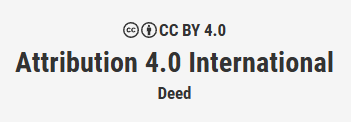 CC BY 4.0
Attribution 4.0 International
Deed